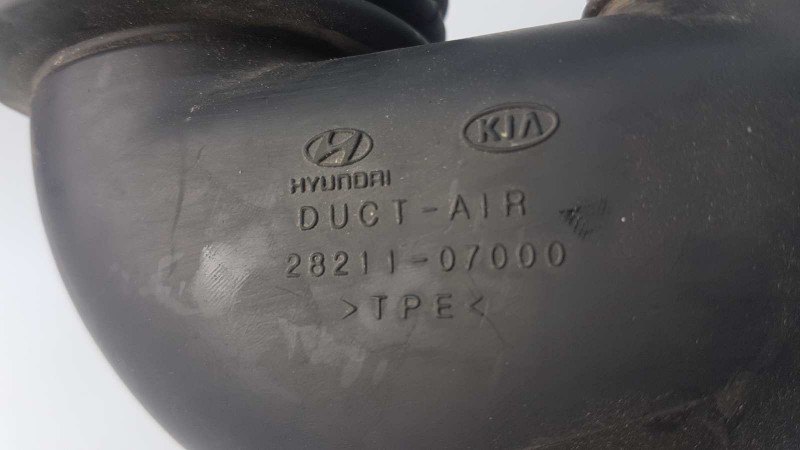 KIA
HYUNDAI
DUCT-AIR
28211-07000
>TPE<